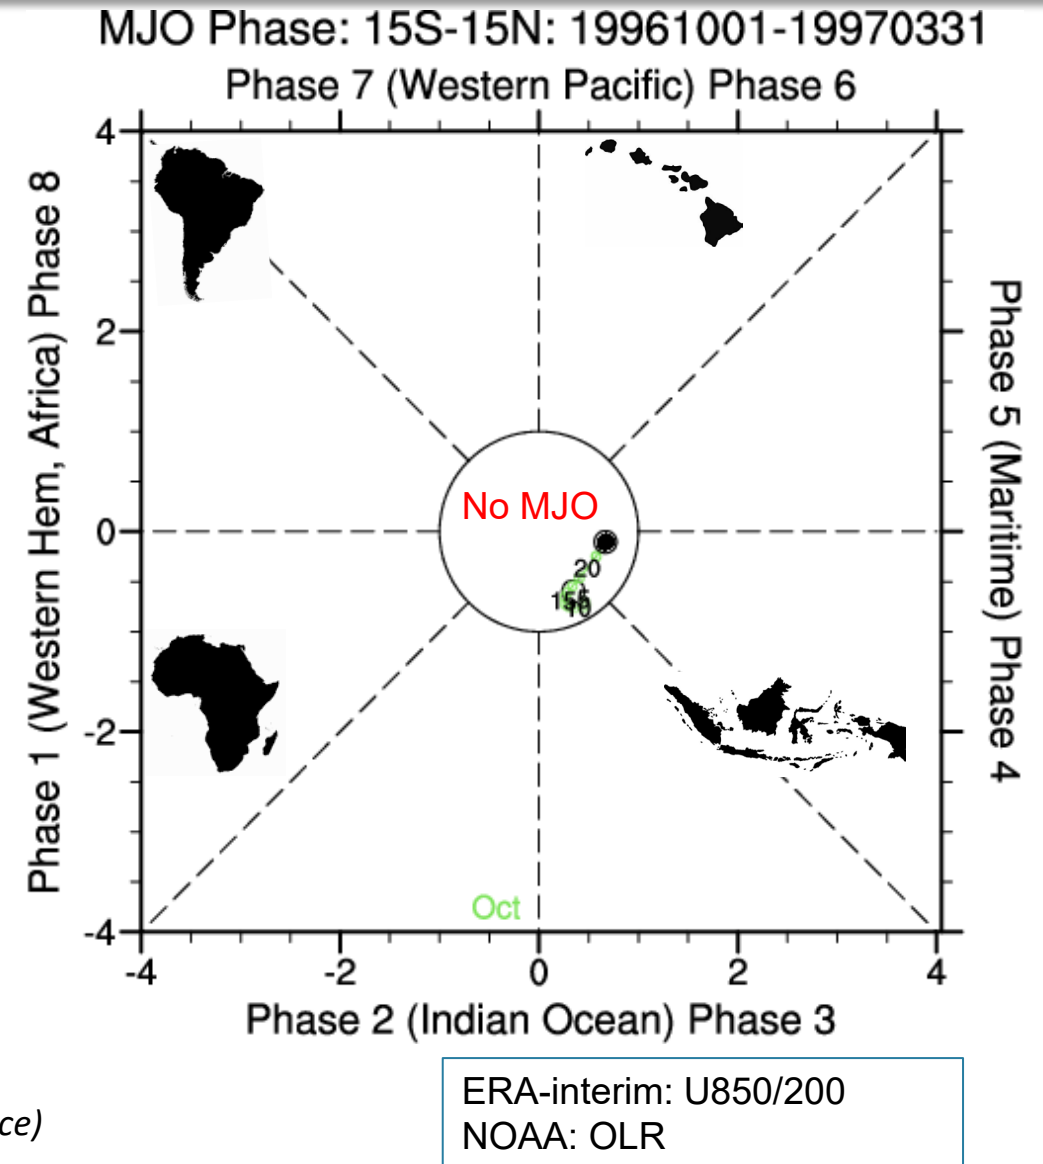 MJO Phase: 15S-15N: 19961001-19970331
Phase 7 (Western Pacific) Phase 6
4
2
0
-2
-4
Phase 1 (Western Hem, Africa) Phase 8
No MJO
20
15
10
Oct
Phase 5 (Maritime) Phase 4
-4
-2
0
2
4
Phase 2 (Indian Ocean) Phase 3
ERA-interim: U850/200
NOAA: OLR
ce)